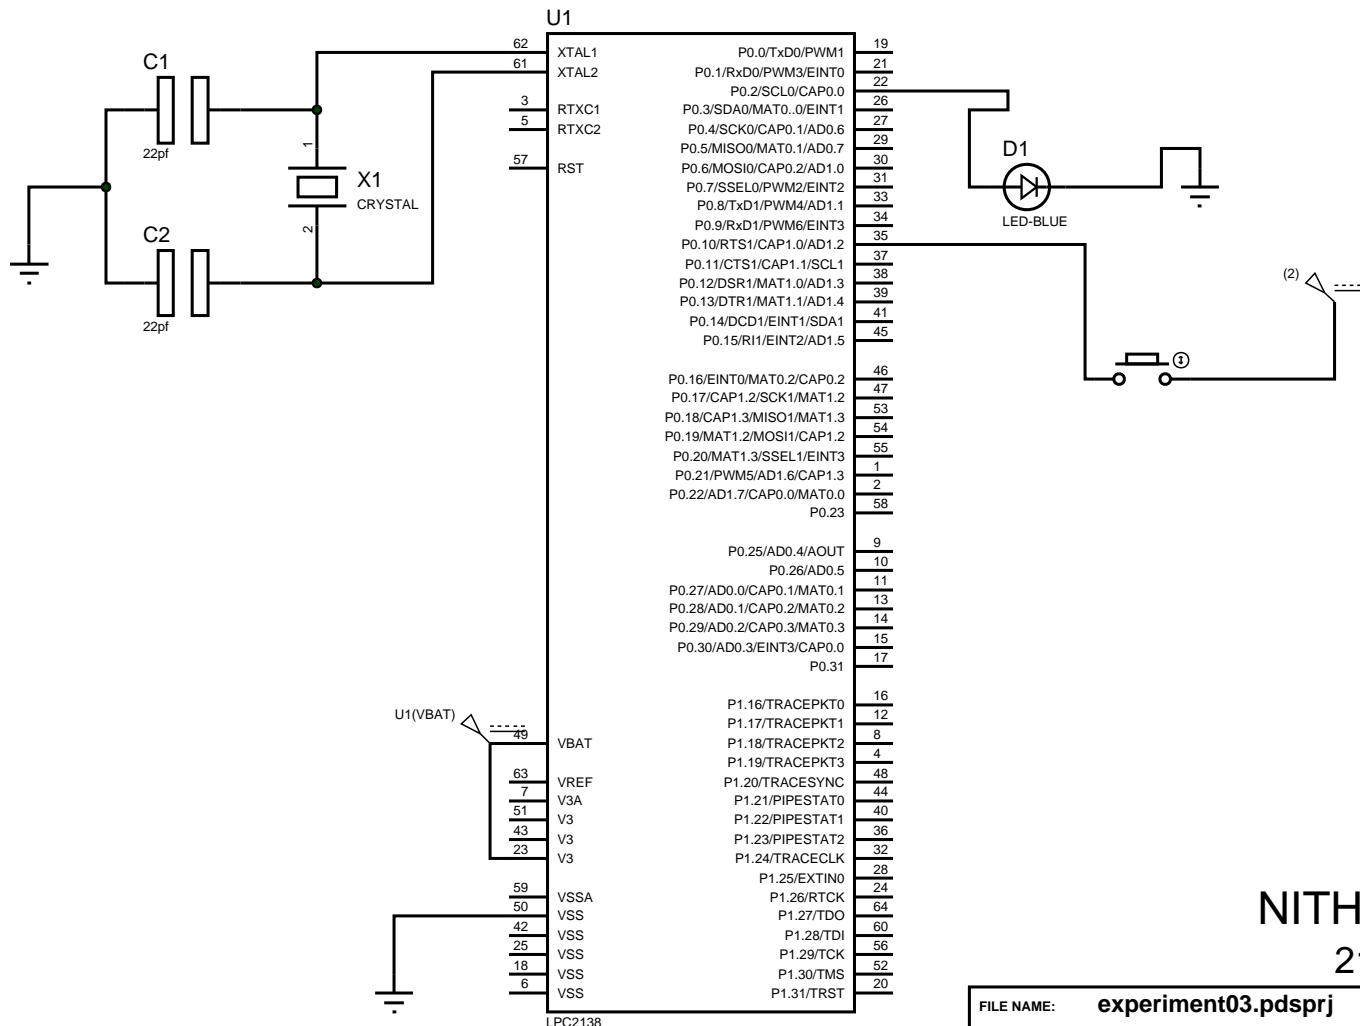 U1
C1
22pf
C2
22pf
1
X1
CRYSTAL
2
62 XTAL1
61 XTAL2
3 RTXC1
5 RTXC2
57 RST
U1(VBAT)
49 VBAT
63 VREF
7 V3A
51 V3
43 V3
23 V3
59 VSSA
50 VSS
42 VSS
25 VSS
18 VSS
6 VSS
P0.0/TxD0/PWM1 19
P0.1/RxD0/PWM3/EINT0 21
P0.2/SCL0/CAP0.0 22
P0.3/SDA0/MAT0..0/EINT1 26
P0.4/SCK0/CAP0.1/AD0.6 27
P0.5/MISO0/MAT0.1/AD0.7 29
P0.6/MOSI0/CAP0.2/AD1.0 30
P0.7/SSEL0/PWM2/EINT2 31
P0.8/TxD1/PWM4/AD1.1 33
P0.9/RxD1/PWM6/EINT3 34
P0.10/RTS1/CAP1.0/AD1.2 35
P0.11/CTS1/CAP1.1/SCL1 37
P0.12/DSR1/MAT1.0/AD1.3 38
P0.13/DTR1/MAT1.1/AD1.4 39
P0.14/DCD1/EINT1/SDA1 41
P0.15/RI1/EINT2/AD1.5 45
P0.16/EINT0/MAT0.2/CAP0.2 46
P0.17/CAP1.2/SCK1/MAT1.2 47
P0.18/CAP1.3/MISO1/MAT1.3 53
P0.19/MAT1.2/MOSI1/CAP1.2 54
P0.20/MAT1.3/SSEL1/EINT3 55
P0.21/PWM5/AD1.6/CAP1.3 1
P0.22/AD1.7/CAP0.0/MAT0.0 2
P0.23 58
P0.25/AD0.4/AOUT 9
P0.26/AD0.5 10
P0.27/AD0.0/CAP0.1/MAT0.1 11
P0.28/AD0.1/CAP0.2/MAT0.2 13
P0.29/AD0.2/CAP0.3/MAT0.3 14
P0.30/AD0.3/EINT3/CAP0.0 15
P0.31 17
P1.16/TRACEPKT0 16
P1.17/TRACEPKT1 12
P1.18/TRACEPKT2 8
P1.19/TRACEPKT3 4
P1.20/TRACESYNC 48
P1.21/PIPESTAT0 44
P1.22/PIPESTAT1 40
P1.23/PIPESTAT2 36
P1.24/TRACECLK 32
P1.25/EXTIN0 28
P1.26/RTCK 24
P1.27/TDO 64
P1.28/TDI 60
P1.29/TCK 56
P1.30/TMS 52
P1.31/TRST 20
LPC2138
D1
LED-BLUE
(2)
NITH
FILE NAME: experiment03.pdsprj